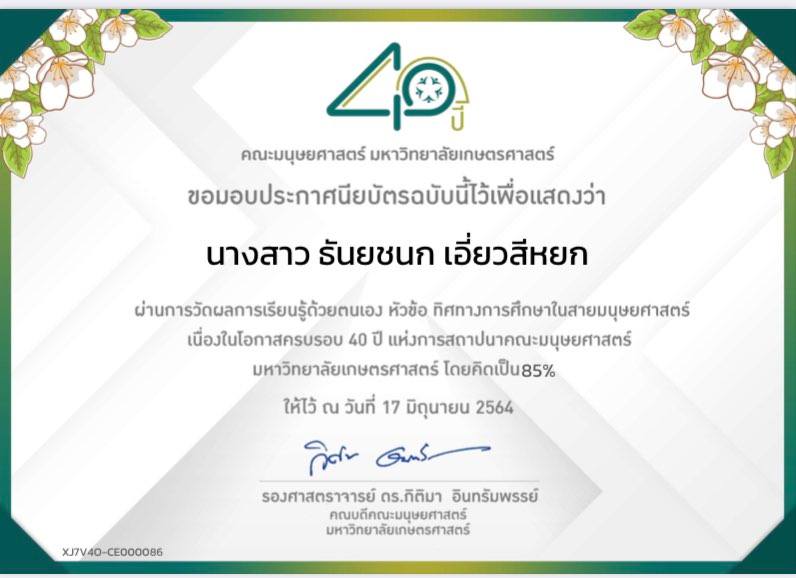 40 ปี
คณะมนุษยศาสตร์ มหาวิทยาลัยเกษตรศาสตร์
ขอมอบประกาศนียบัตรฉบับนี้ไว้เพื่อแสดงว่า
นางสาว ธันยชนก เอี่ยวสีหยก
ผ่านการวัดผลการเรียนรู้ด้วยตนเอง หัวข้อ ทิศทางการศึกษาในสายมนุษยศาสตร์
เนื่องในโอกาสครบรอบ 40 ปี แห่งการสถาปนาคณะมนุษยศาสตร์
มหาวิทยาลัยเกษตรศาสตร์ โดยคิดเป็น85%
ให้ไว้ ณ วันที่ 17 มิถุนายน 2564
รองศาสตราจารย์ ดร.กิติมา อินทรัมพรรย์
คณบดีคณะมนุษยศาสตร์
มหาวิทยาลัยเกษตรศาสตร์
XJ7V4O-CE000086